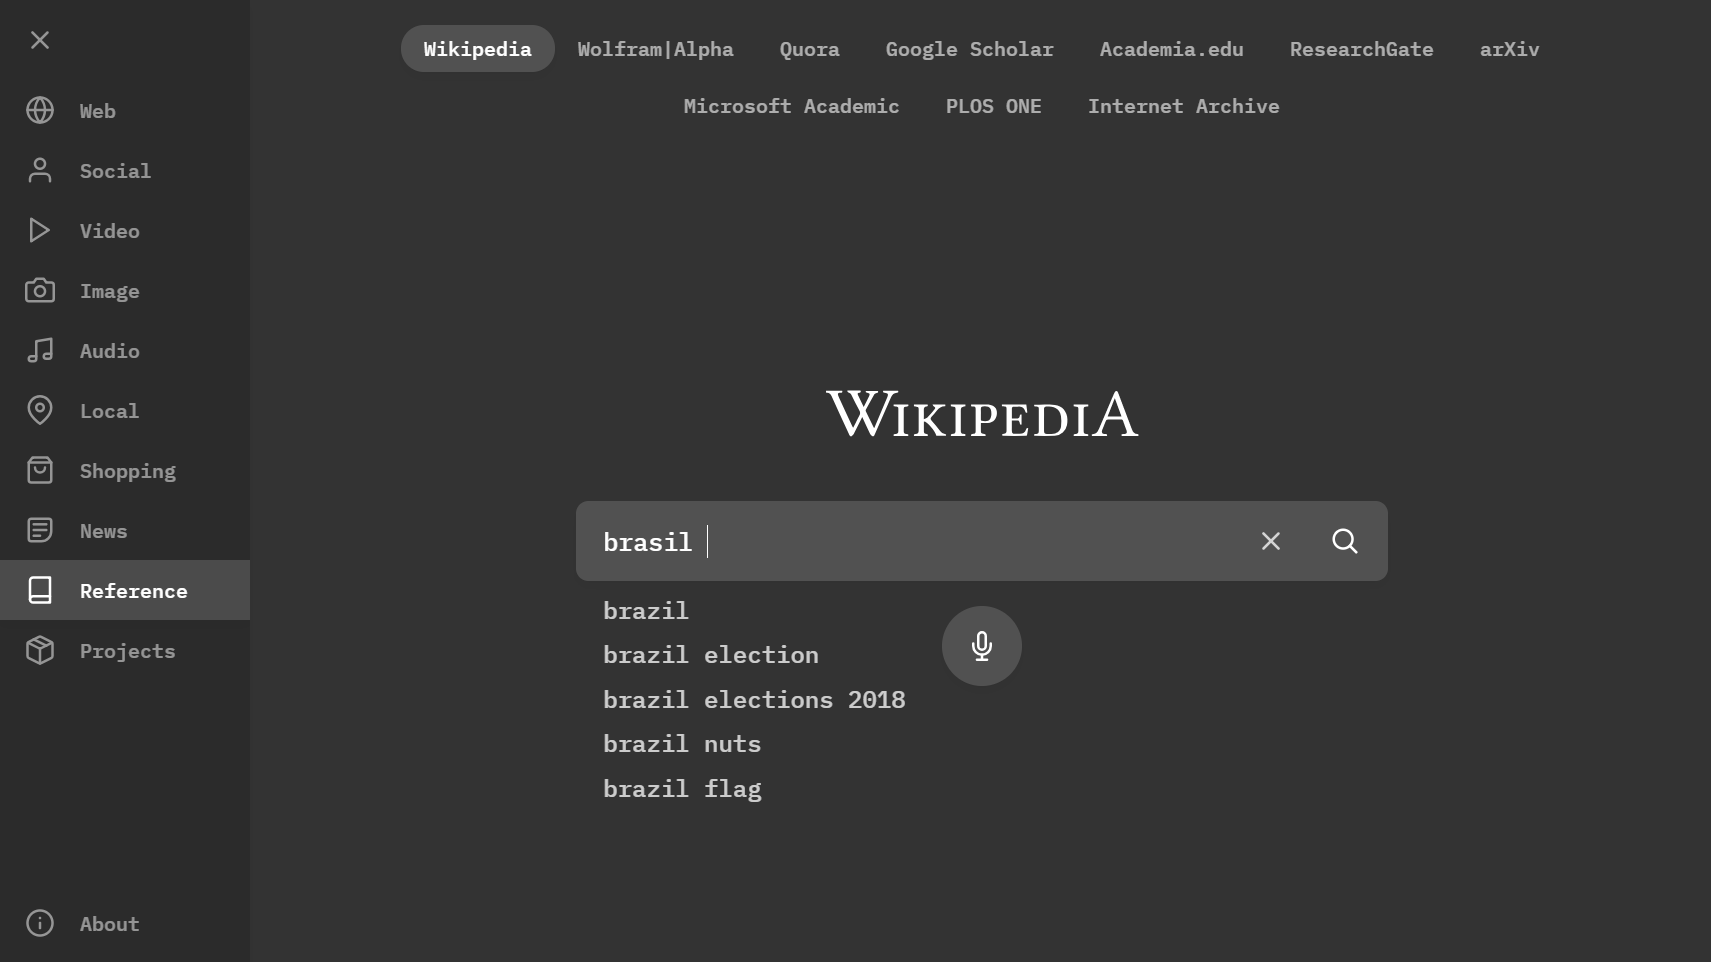 Wikipedia Wolfram|Alpha Quora Google Scholar Academia.edu ResearchGate arXiv
Microsoft Academic PLOS ONE Internet Archive
Web
Social
Video
Image
Audio
Local
Shopping
News
Reference
Projects
About
WIKIPEDIA
brasil
brazil
brazil election
brazil elections 2018
brazil nuts
brazil flag